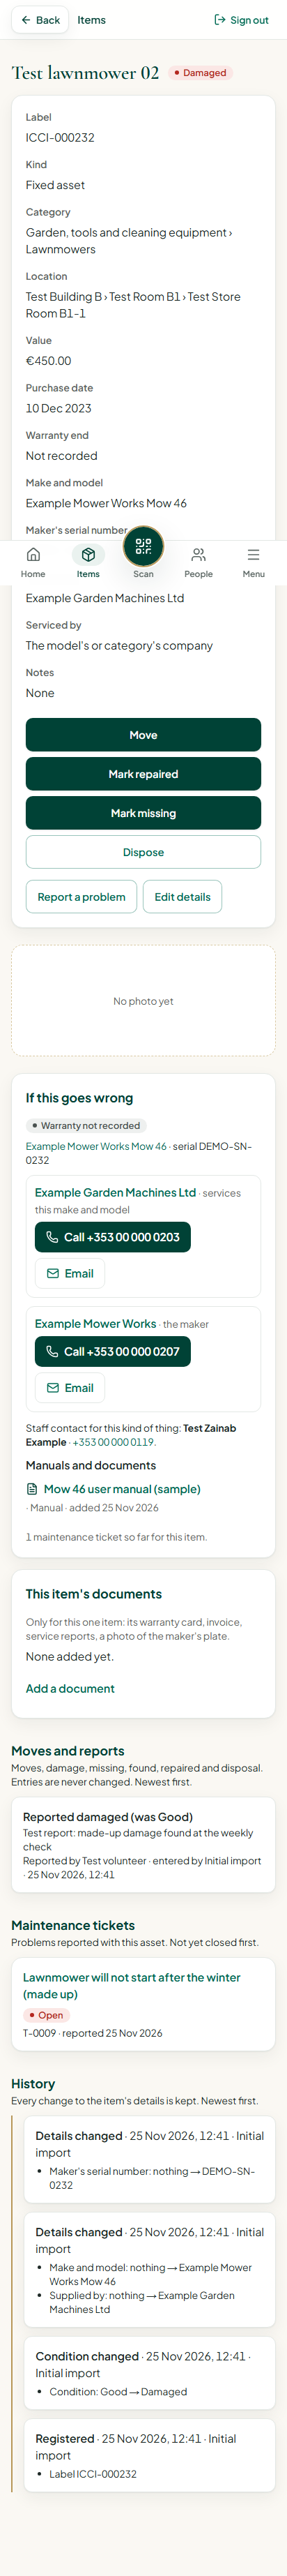 Back
Items
Sign out
Test lawnmower 02
Damaged
Label
ICCI-000232
Kind
Fixed asset
Category
Garden, tools and cleaning equipment ›
Lawnmowers
Location
Test Building B › Test Room B1 › Test Store
Room B1-1
Value
€450.00
Purchase date
10 Dec 2023
Warranty end
Not recorded
Make and model
Example Mower Works Mow 46
Maker's serial number
Home
Items
Scan
People
Menu
Example Garden Machines Ltd
Serviced by
The model's or category's company
Notes
None
Move
Mark repaired
Mark missing
Dispose
Report a problem
Edit details
No photo yet
If this goes wrong
Warranty not recorded
Example Mower Works Mow 46 · serial DEMO-SN-
0232
Example Garden Machines Ltd · services
this make and model
Call +353 00 000 0203
Email
Example Mower Works · the maker
Call +353 00 000 0207
Email
Staff contact for this kind of thing: Test Zainab
Example · +353 00 000 0119.
Manuals and documents
Mow 46 user manual (sample)
· Manual · added 25 Nov 2026
1 maintenance ticket so far for this item.
This item's documents
Only for this one item: its warranty card, invoice,
service reports, a photo of the maker's plate.
None added yet.
Add a document
Moves and reports
Moves, damage, missing, found, repaired and disposal.
Entries are never changed. Newest first.
Reported damaged (was Good)
Test report: made-up damage found at the weekly
check
Reported by Test volunteer · entered by Initial import
· 25 Nov 2026, 12:41
Maintenance tickets
Problems reported with this asset. Not yet closed first.
Lawnmower will not start after the winter
(made up)
Open
T-0009 · reported 25 Nov 2026
History
Every change to the item's details is kept. Newest first.
Details changed · 25 Nov 2026, 12:41 · Initial
import
• Maker's serial number: nothing → DEMO-SN-
0232
Details changed · 25 Nov 2026, 12:41 · Initial
import
• Make and model: nothing → Example Mower
Works Mow 46
• Supplied by: nothing → Example Garden
Machines Ltd
Condition changed · 25 Nov 2026, 12:41 ·
Initial import
• Condition: Good → Damaged
Registered · 25 Nov 2026, 12:41 · Initial
import
• Label ICCI-000232